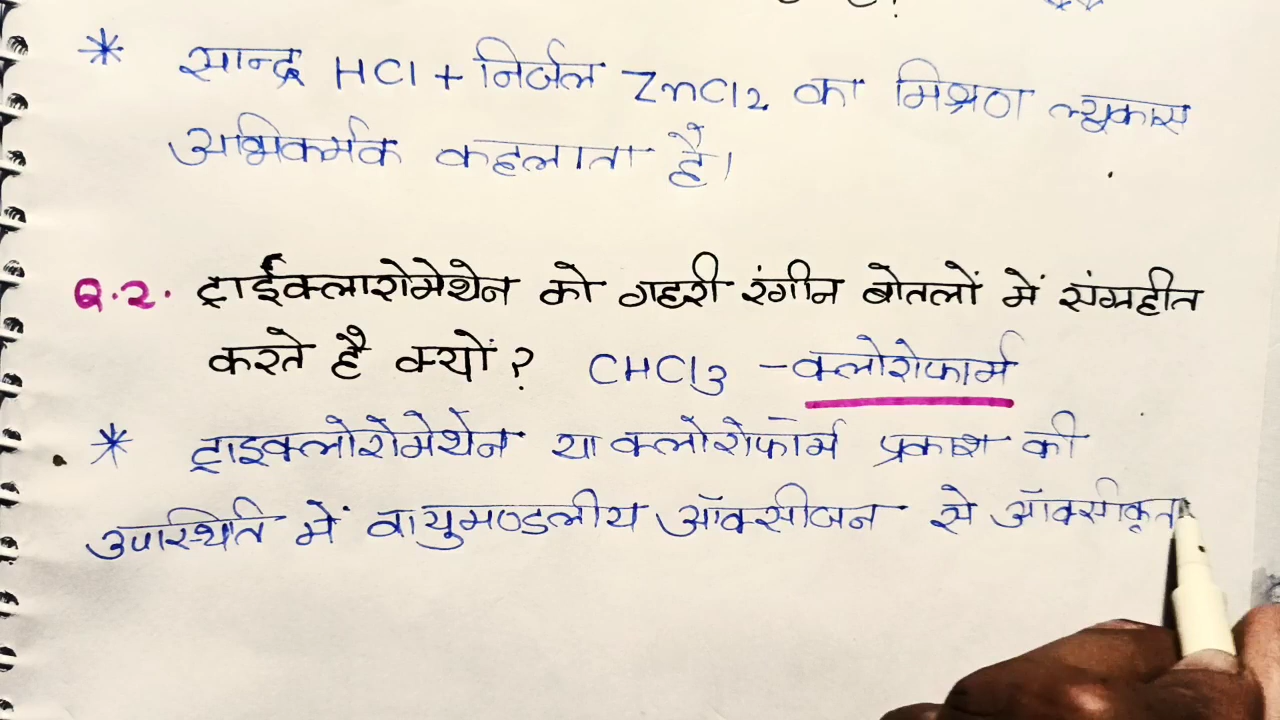 * सान्द्र HCl + निर्जल ZnCl2 का मिश्रण ल्यूकास
अभिकर्मक कहलाता है।
Q.2. ट्राईक्लारोमेथेन को गहरी रंगीन बोतलों में संग्रहीत
करते है क्यों? CHCl3 - क्लोरोफार्म
* ट्राइक्लोरोमेथेन या क्लोरोफॉर्म प्रकाश की
उपस्थिति में वायुमण्डलीय ऑक्सीजन से ऑक्सीकृत